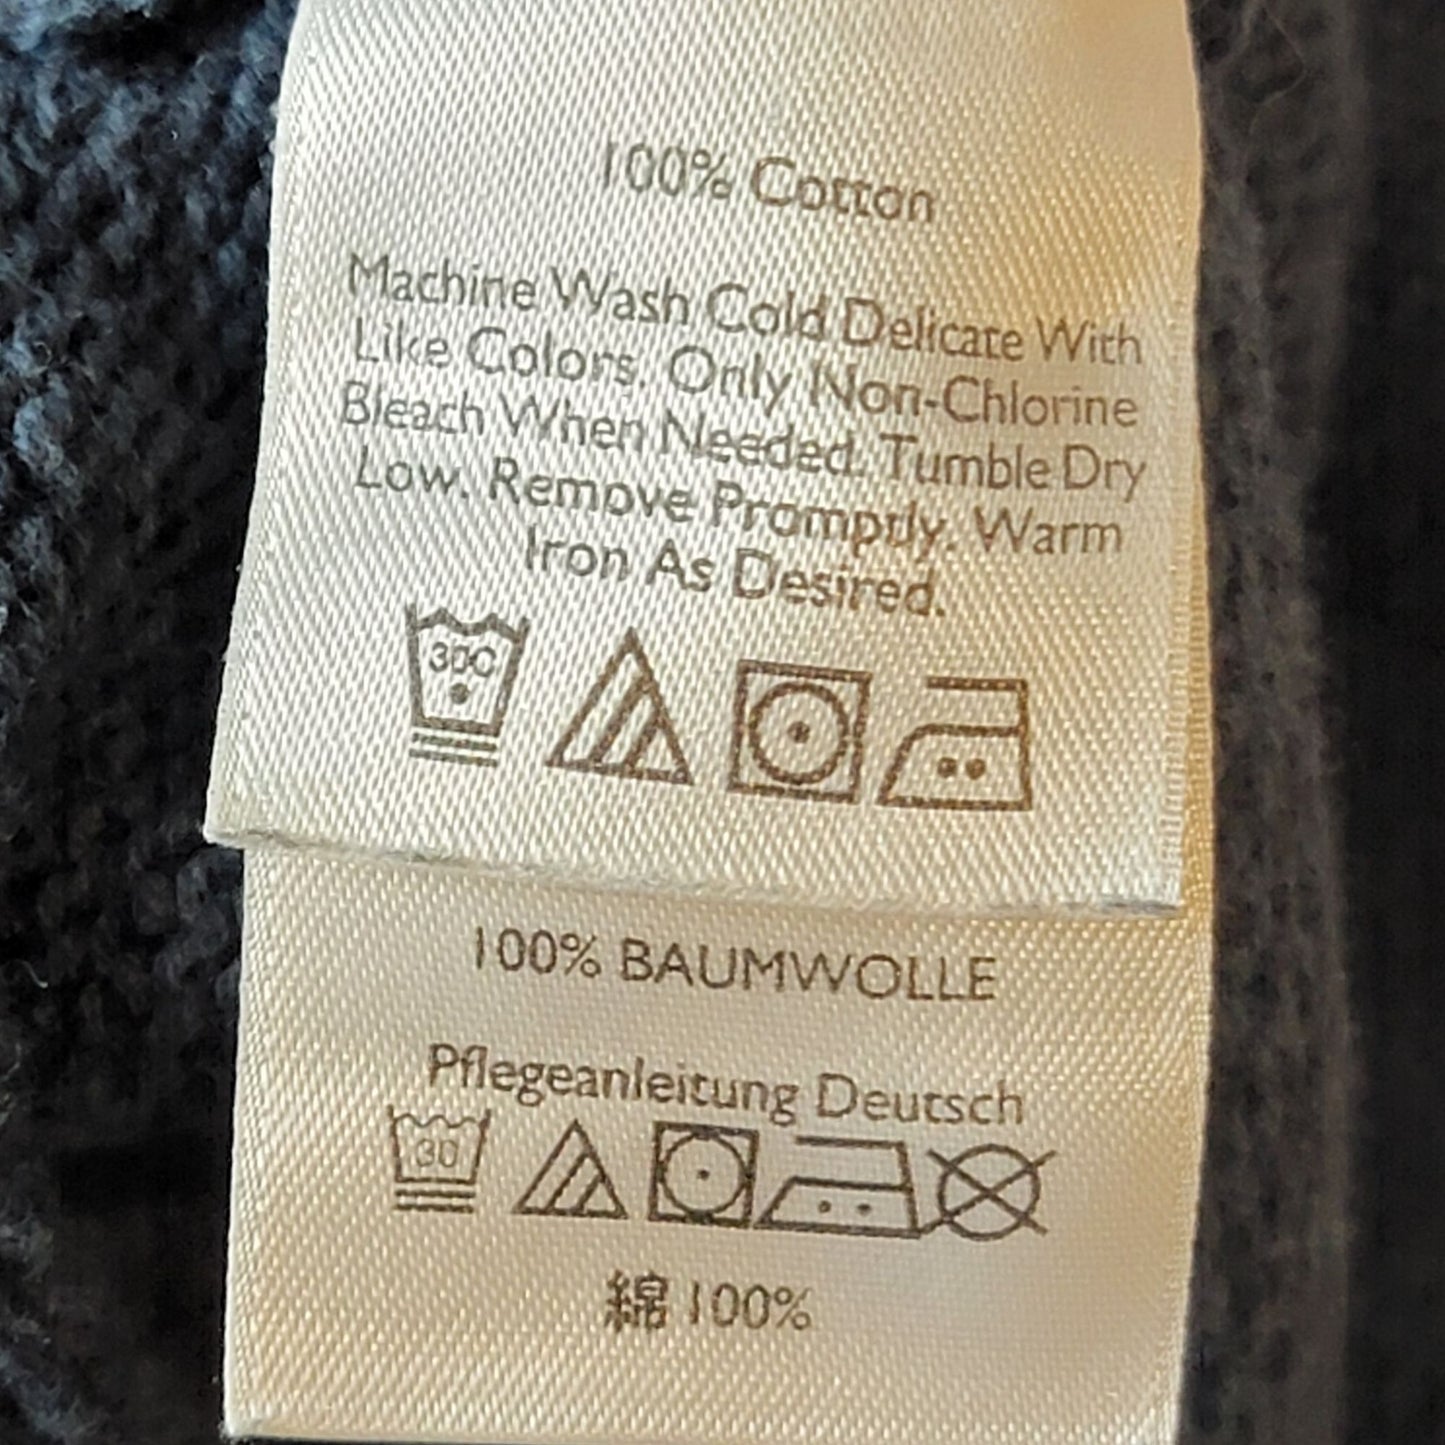 100% Cotton
Machine Wash Cold Delicate With
Like Colors. Only Non-Chlorine
Bleach When Needed. Tumble Dry
Low. Remove Promptly. Warm
Iron As Desired.
30C
100% BAUMWOLLE
Pflegeanleitung Deutsch
30
綿 100%